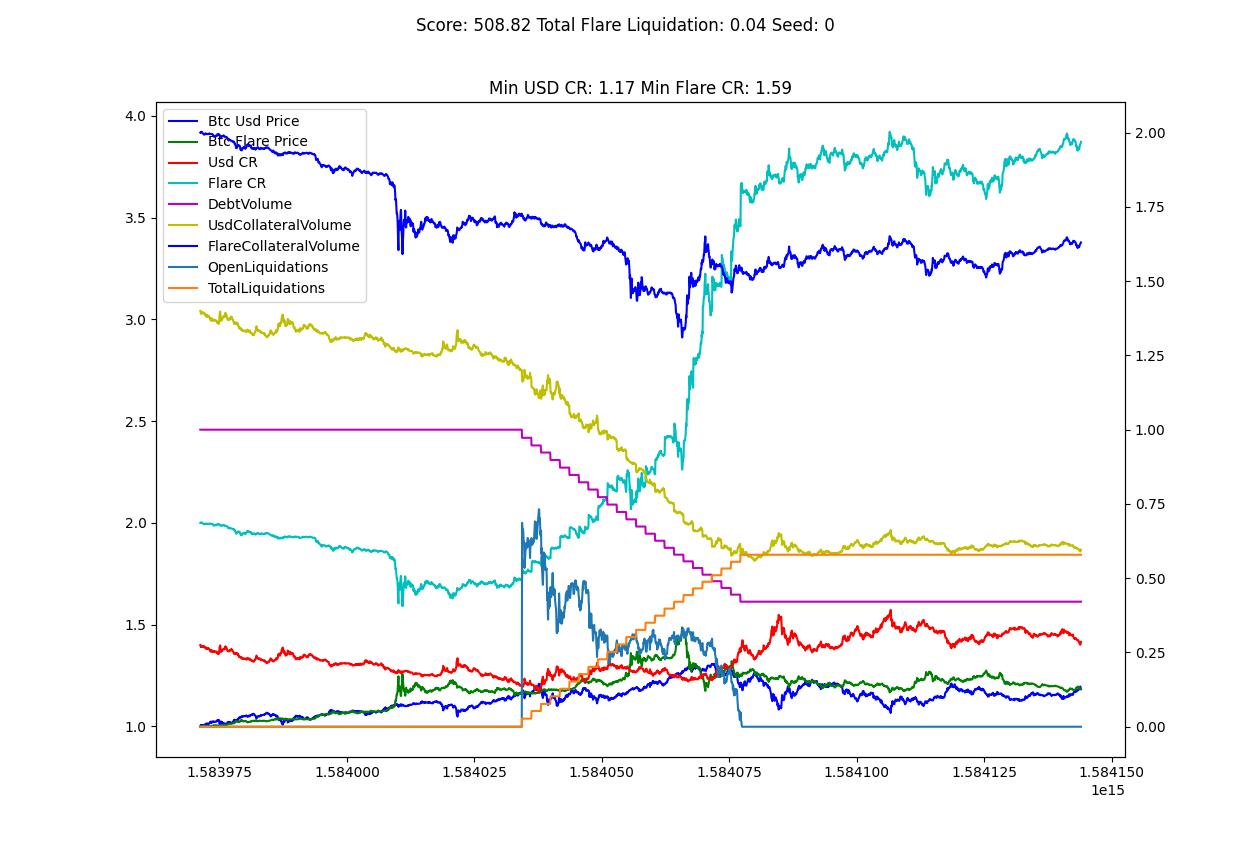 Score: 508.82 Total Flare Liquidation: 0.04 Seed: 0
Min USD CR: 1.17 Min Flare CR: 1.59
Btc Usd Price
Btc Flare Price
Usd CR
Flare CR
DebtVolume
UsdCollateralVolume
FlareCollateralVolume
OpenLiquidations
TotalLiquidations
4.0
3.5
3.0
2.5
2.0
1.5
1.0
2.00
1.75
1.50
1.25
1.00
0.75
0.50
0.25
0.00
1.583975 1.584000 1.584025 1.584050 1.584075 1.584100 1.584125 1.584150
1e15